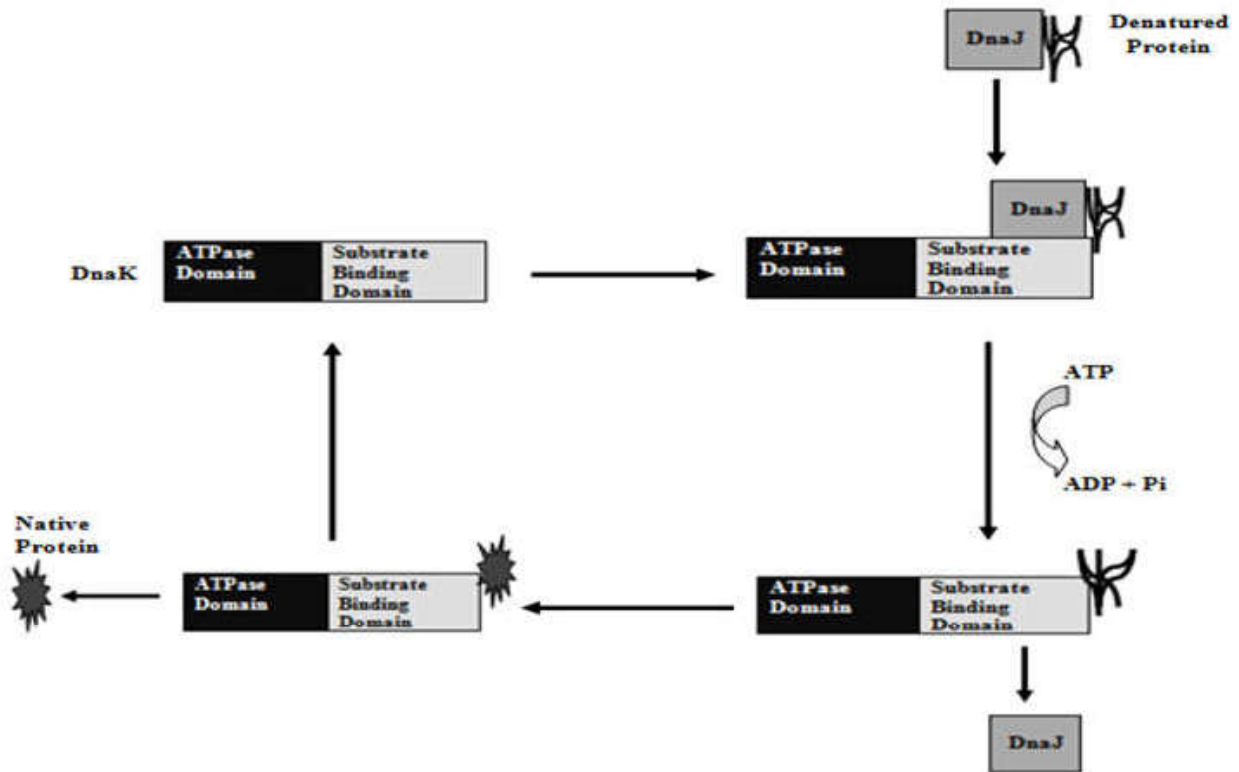 DnaJ
Denatured
Protein
DnaJ
DnaK
ATPase
Domain
Substrate
Binding
Domain
ATPase
Domain
Substrate
Binding
Domain
ATP
ADP + Pi
Native
Protein
ATPase
Domain
Substrate
Binding
Domain
ATPase
Domain
Substrate
Binding
Domain
DnaJ